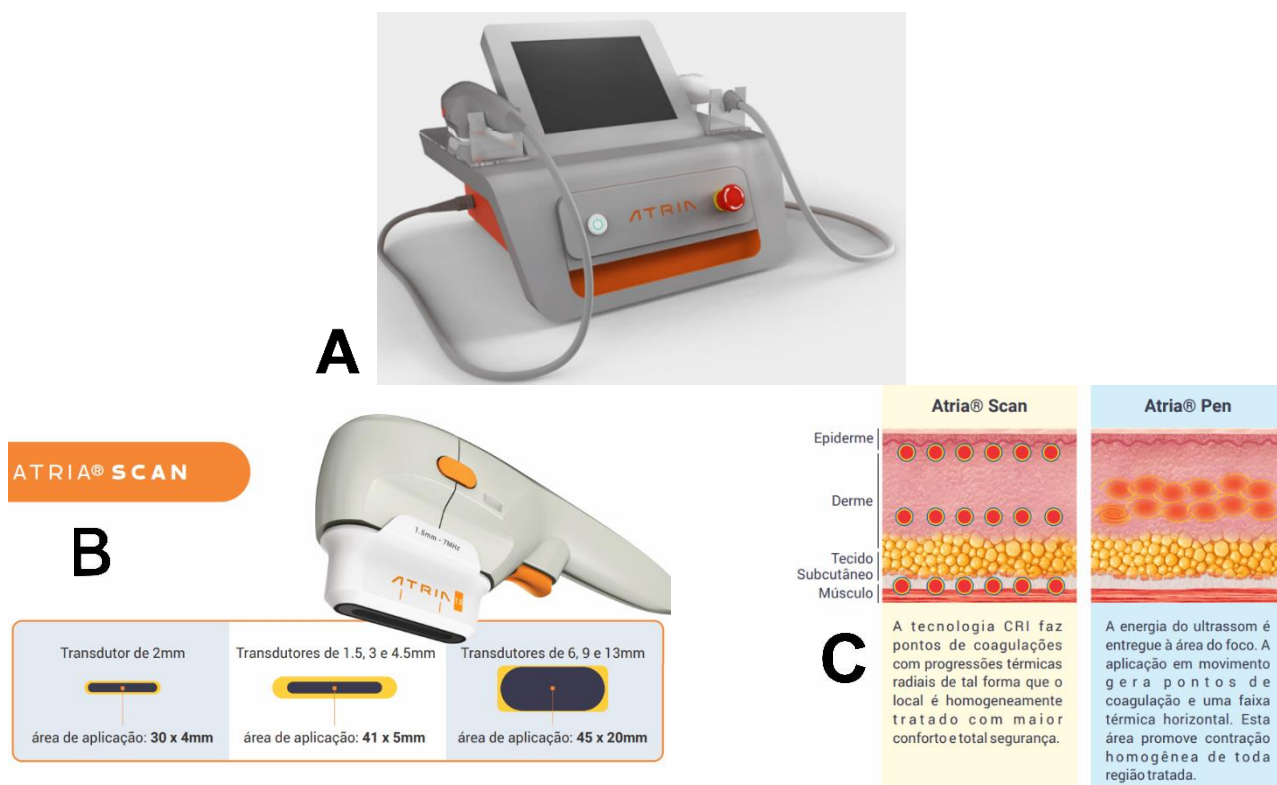 ATRIA
A
ATRIA® SCAN
B
1.5mm - 7MHz
ATRIA
Transdutor de 2mm
área de aplicação: 30 x 4mm
Transdutores de 1.5, 3 e 4.5mm
área de aplicação: 41 x 5mm
Transdutores de 6, 9 e 13mm
área de aplicação: 45 x 20mm
C
Atria® Scan
Epiderme
Derme
Tecido
Subcutâneo
Músculo
A tecnologia CRI faz
pontos de coagulações
com progressões térmicas
radiais de tal forma que o
local é homogeneamente
tratado com maior
conforto e total segurança.
Atria® Pen
A energia do ultrassom é
entregue à área do foco. A
aplicação em movimento
gera pontos de
coagulação e uma faixa
térmica horizontal. Esta
área promove contração
homogênea de toda
região tratada.